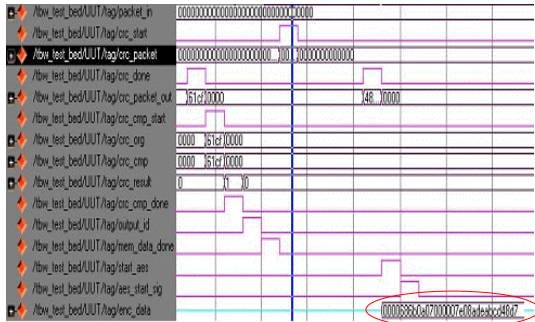 /tbw_test_bed/UUT/tag/packet_in
/tbw_test_bed/UUT/tag/crc_start
/tbw_test_bed/UUT/tag/crc_packet
/tbw_test_bed/UUT/tag/crc_done
/tbw_test_bed/UUT/tag/crc_packet_out 61cf 0000 48... 0000
/tbw_test_bed/UUT/tag/crc_cmp_start
/tbw_test_bed/UUT/tag/crc_org 0000 61cf 0000
/tbw_test_bed/UUT/tag/crc_cmp 0000 61cf 0000
/tbw_test_bed/UUT/tag/crc_result 0 1 0
/tbw_test_bed/UUT/tag/crc_cmp_done
/tbw_test_bed/UUT/tag/output_id
/tbw_test_bed/UUT/tag/mem_data_done
/tbw_test_bed/UUT/tag/start_aes
/tbw_test_bed/UUT/tag/aes_start_sig
/tbw_test_bed/UUT/tag/enc_data